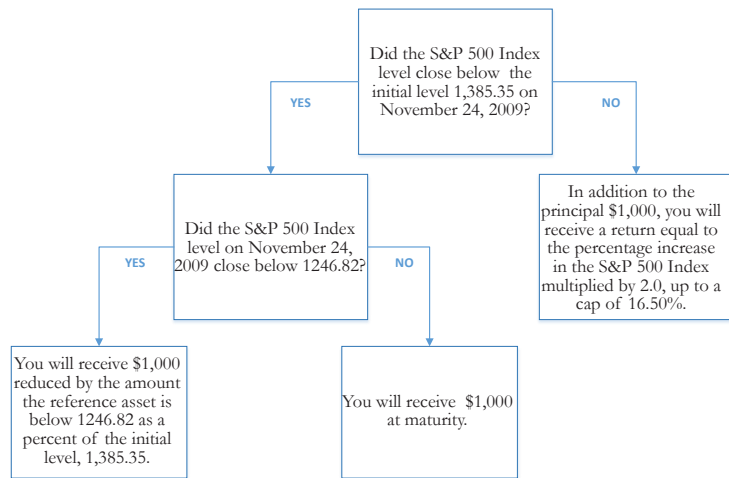 Did the S&P 500 Index
level close below the
initial level 1,385.35 on
November 24, 2009?
YES
NO
Did the S&P 500 Index
level on November 24,
2009 close below 1246.82?
In addition to the
principal $1,000, you will
receive a return equal to
the percentage increase
in the S&P 500 Index
multiplied by 2.0, up to a
cap of 16.50%.
YES
NO
You will receive $1,000
reduced by the amount
the reference asset is
below 1246.82 as a
percent of the initial
level, 1,385.35.
You will receive $1,000
at maturity.